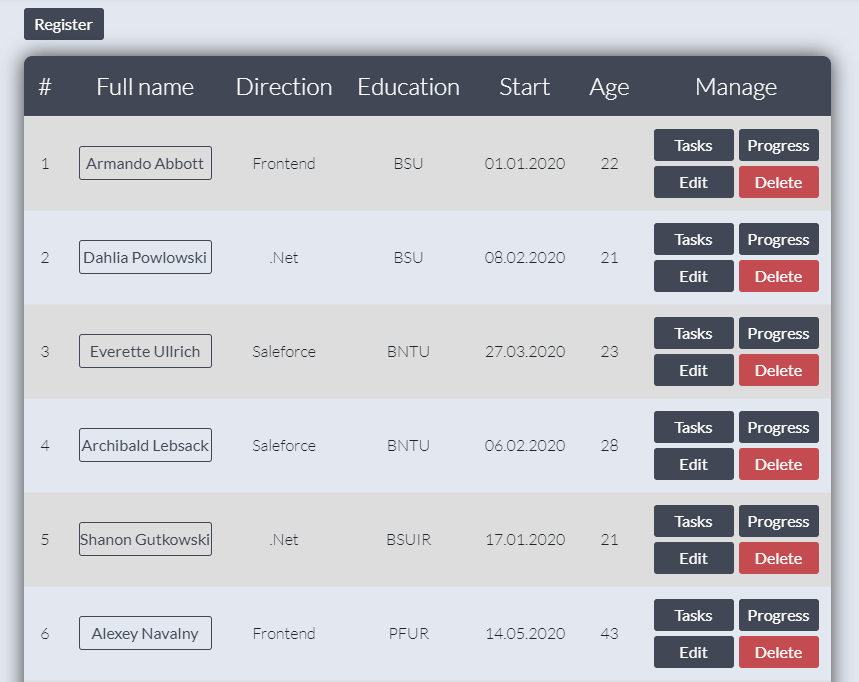 Register
# Full name Direction Education Start Age Manage
Tasks Progress
1 Armando Abbott Frontend BSU 01.01.2020 22
Edit Delete
Tasks Progress
2 Dahlia Powlowski .Net BSU 08.02.2020 21
Edit Delete
Tasks Progress
3 Everette Ullrich Saleforce BNTU 27.03.2020 23
Edit Delete
Tasks Progress
4 Archibald Lebsack Saleforce BNTU 06.02.2020 28
Edit Delete
Tasks Progress
5 Shanon Gutkowski .Net BSUIR 17.01.2020 21
Edit Delete
Tasks Progress
6 Alexey Navalny Frontend PFUR 14.05.2020 43
Edit Delete